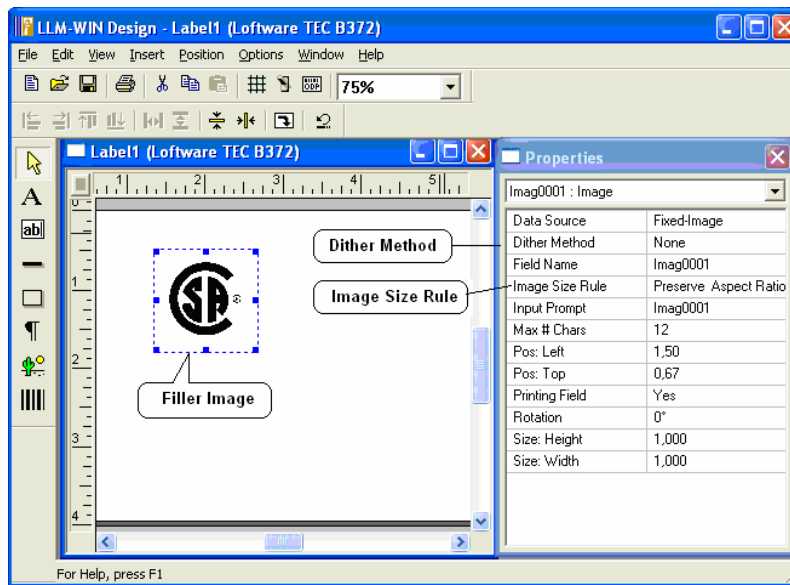 LLM-WIN Design - Label1 (Loftware TEC B372)
File Edit View Insert Position Options Window Help
75%
Label1 (Loftware TEC B372)
1 2 3 4 5
0
1
2
3
4
CSA ®
Dither Method
Image Size Rule
Filler Image
Properties
Imag0001 : Image
Data Source Fixed-Image
Dither Method None
Field Name Imag0001
Image Size Rule Preserve Aspect Ratio
Input Prompt Imag0001
Max # Chars 12
Pos: Left 1,50
Pos: Top 0,67
Printing Field Yes
Rotation 0°
Size: Height 1,000
Size: Width 1,000
A
ab
¶
For Help, press F1